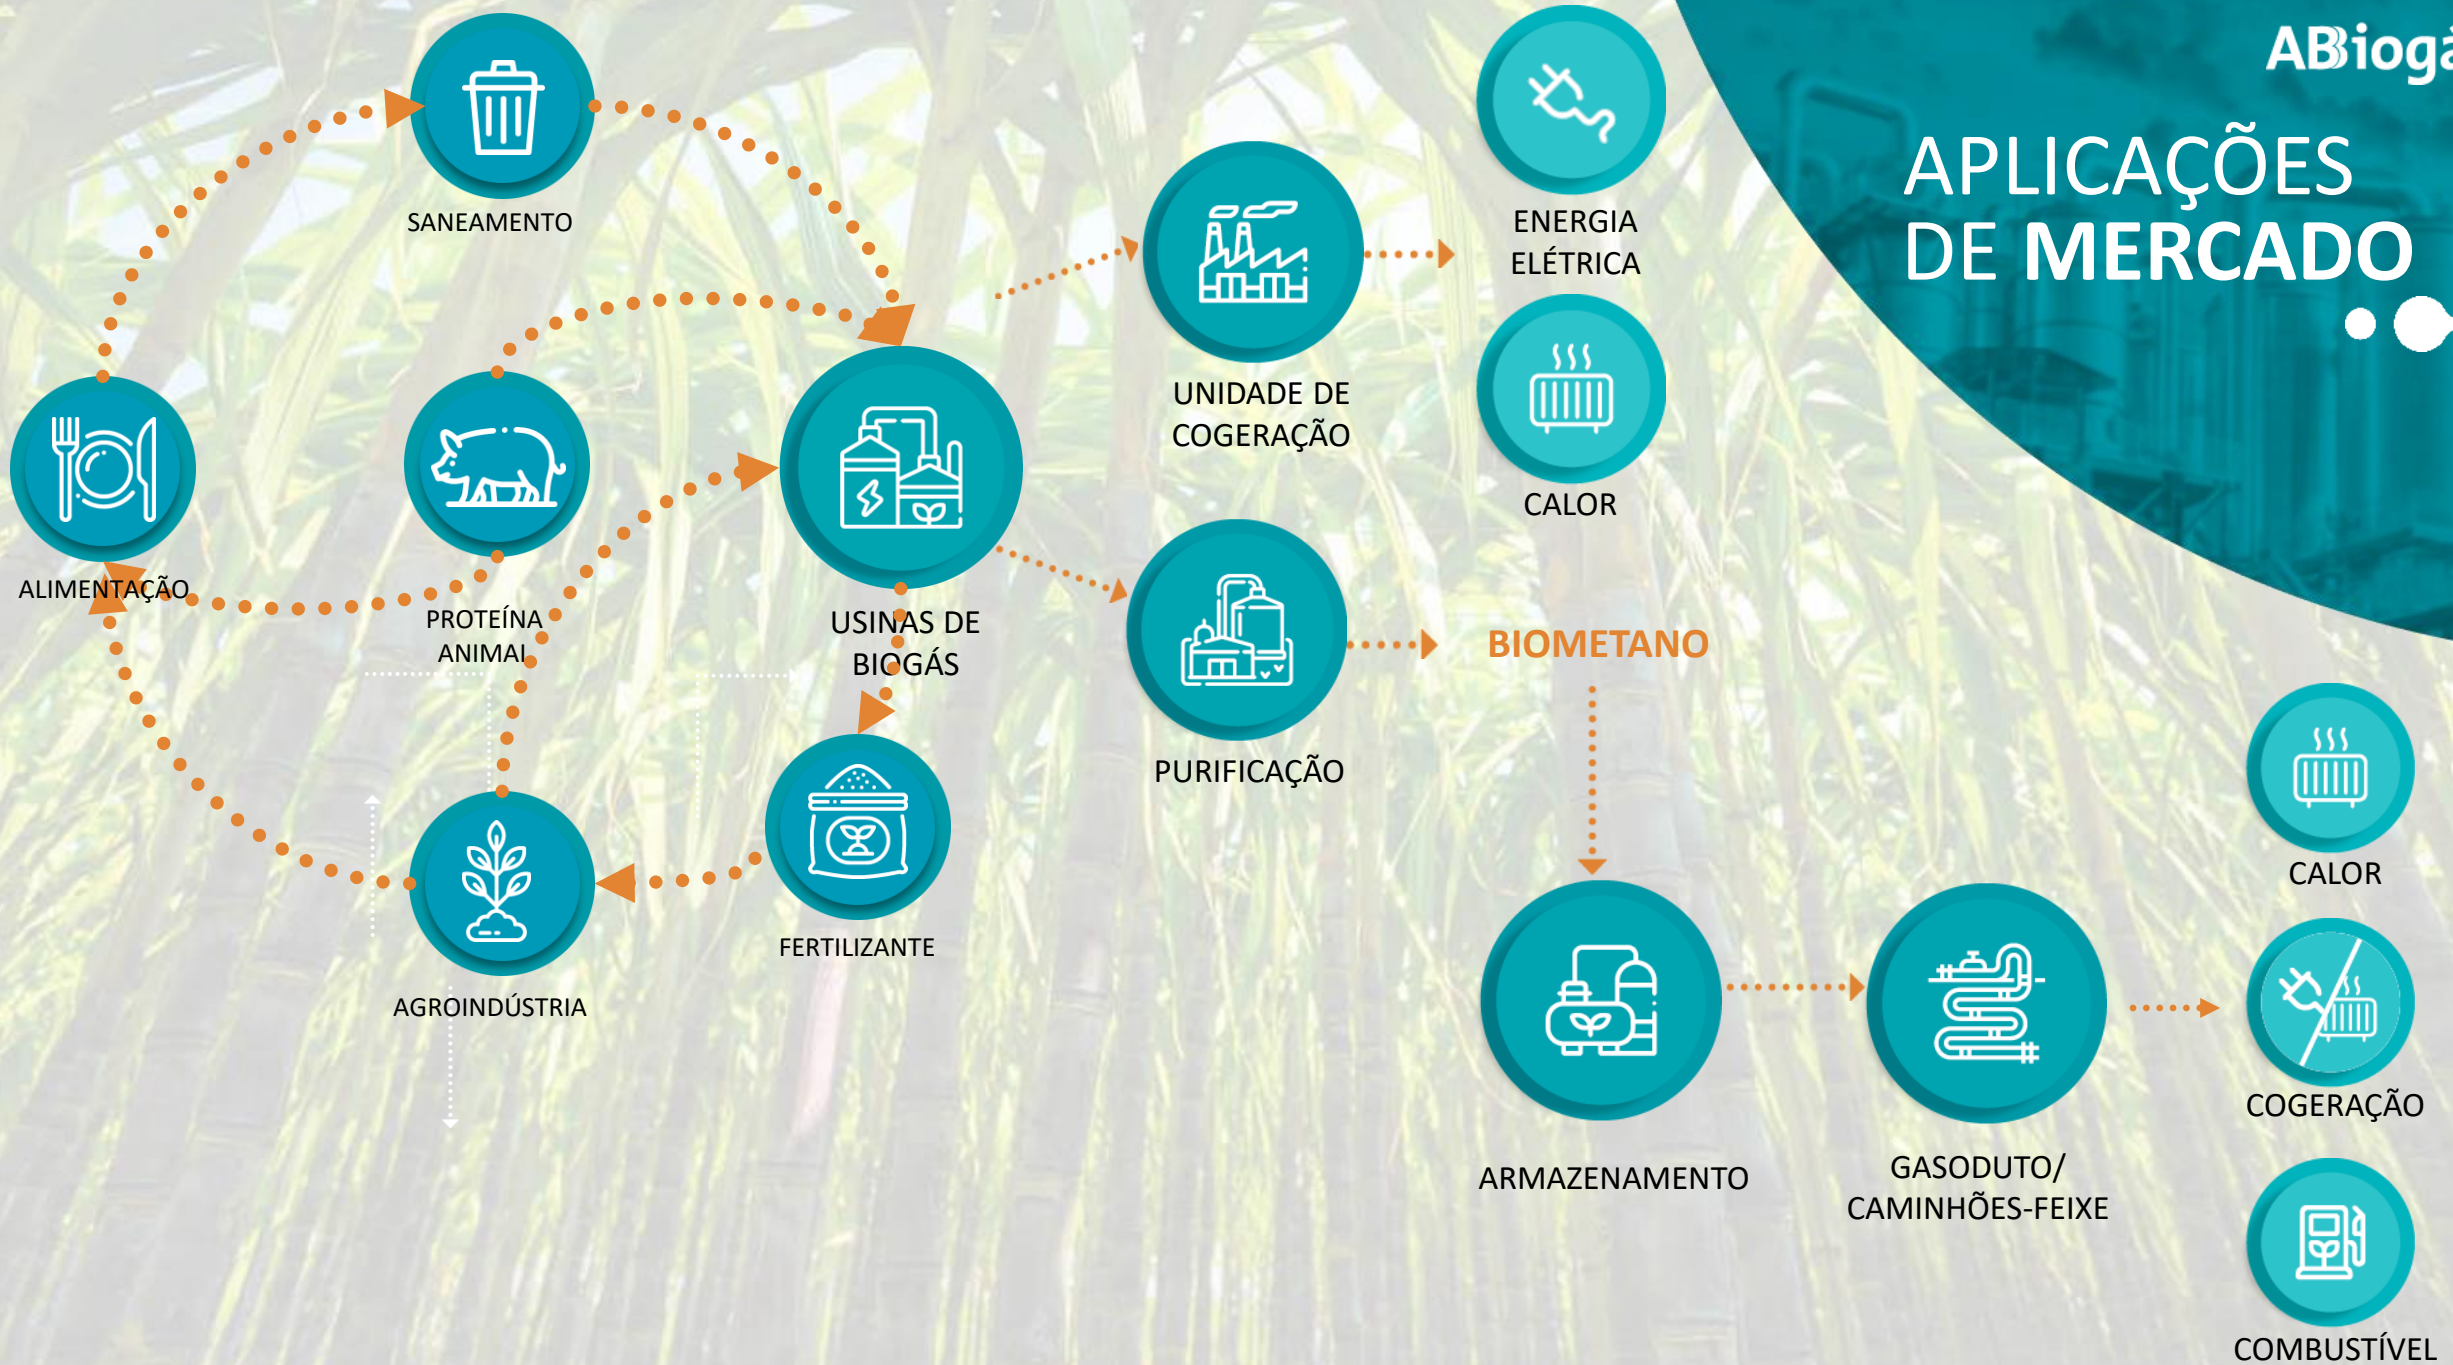 ABiogá
APLICAÇÕES
DE MERCADO
SANEAMENTO
ALIMENTAÇÃO
PROTEÍNA
ANIMAL
AGROINDÚSTRIA
USINAS DE
BIOGÁS
FERTILIZANTE
UNIDADE DE
COGERAÇÃO
ENERGIA
ELÉTRICA
CALOR
PURIFICAÇÃO
BIOMETANO
ARMAZENAMENTO
GASODUTO/
CAMINHÕES-FEIXE
CALOR
COGERAÇÃO
COMBUSTÍVEL